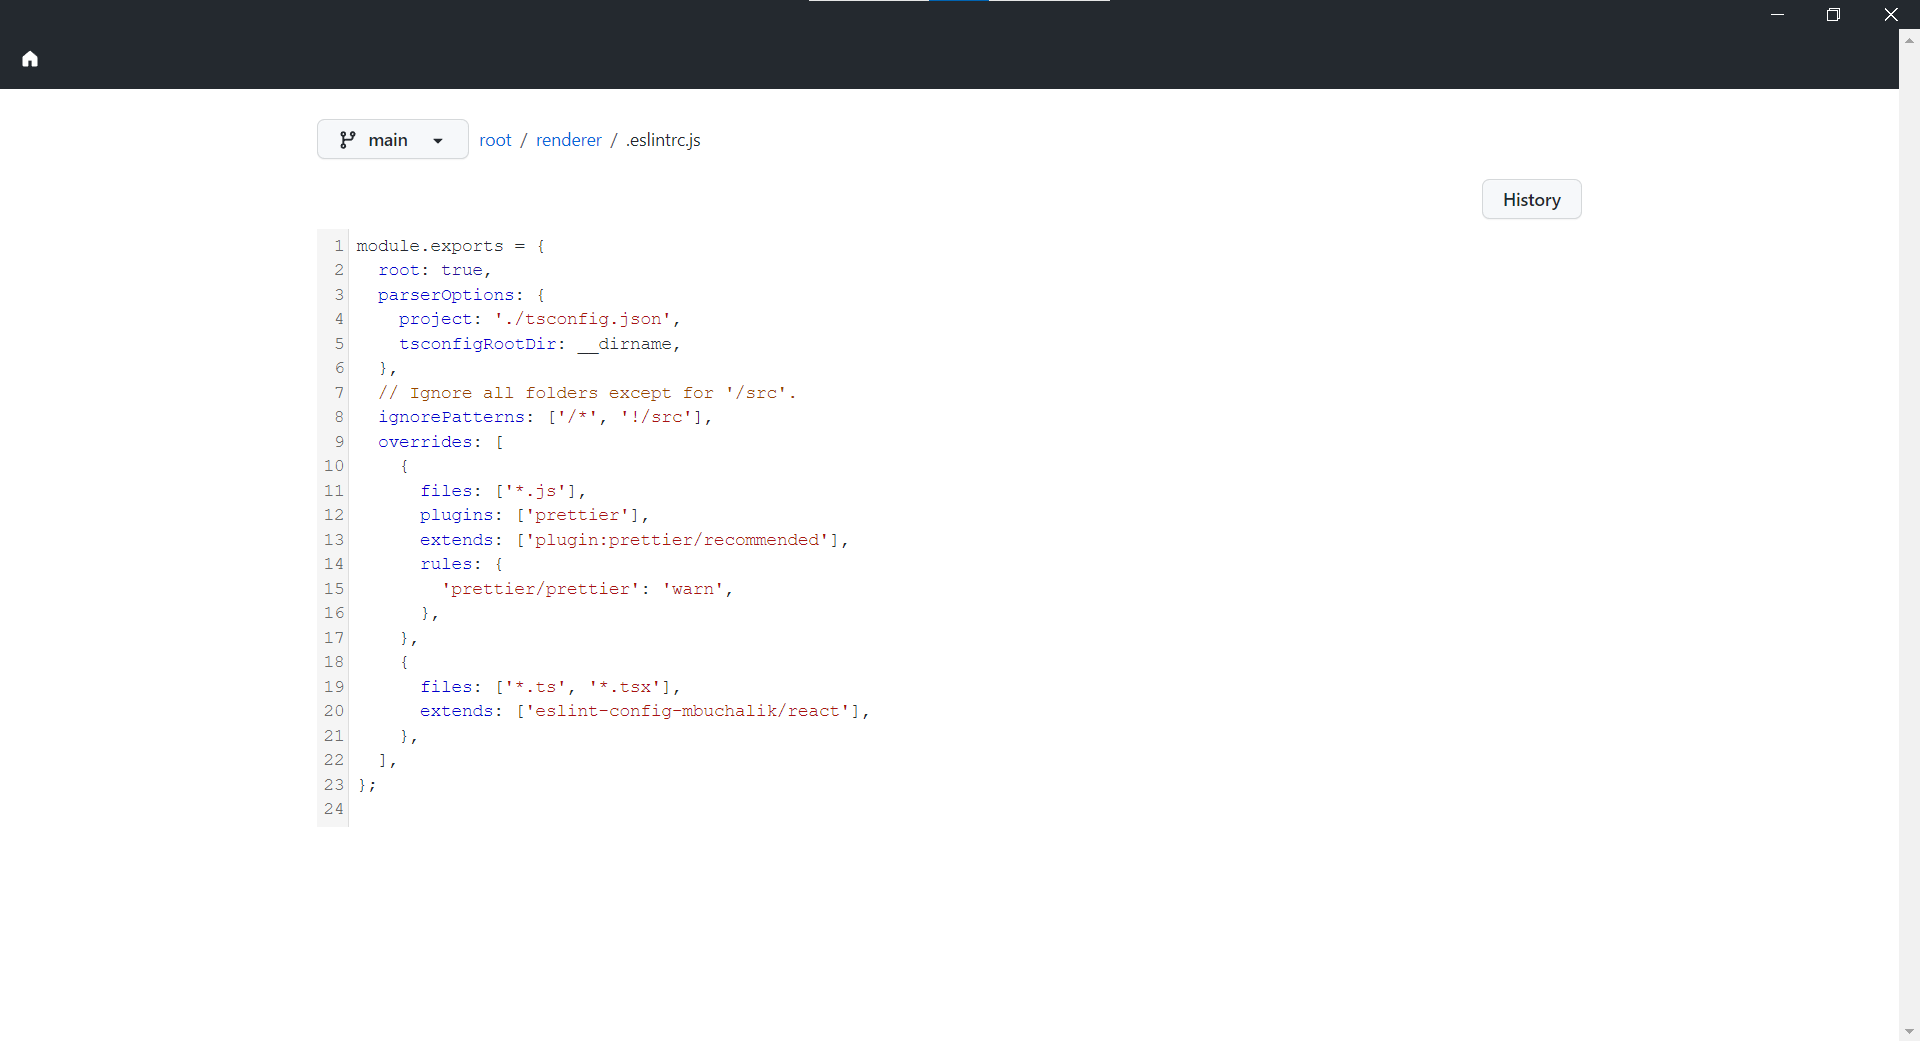 main
root / renderer / .eslintrc.js
History
1 module.exports = {
2   root: true,
3   parserOptions: {
4     project: './tsconfig.json',
5     tsconfigRootDir: __dirname,
6   },
7   // Ignore all folders except for '/src'.
8   ignorePatterns: ['/*', '!/src'],
9   overrides: [
10     {
11       files: ['*.js'],
12       plugins: ['prettier'],
13       extends: ['plugin:prettier/recommended'],
14       rules: {
15         'prettier/prettier': 'warn',
16       },
17     },
18     {
19       files: ['*.ts', '*.tsx'],
20       extends: ['eslint-config-mbuchalik/react'],
21     },
22   ],
23 };
24